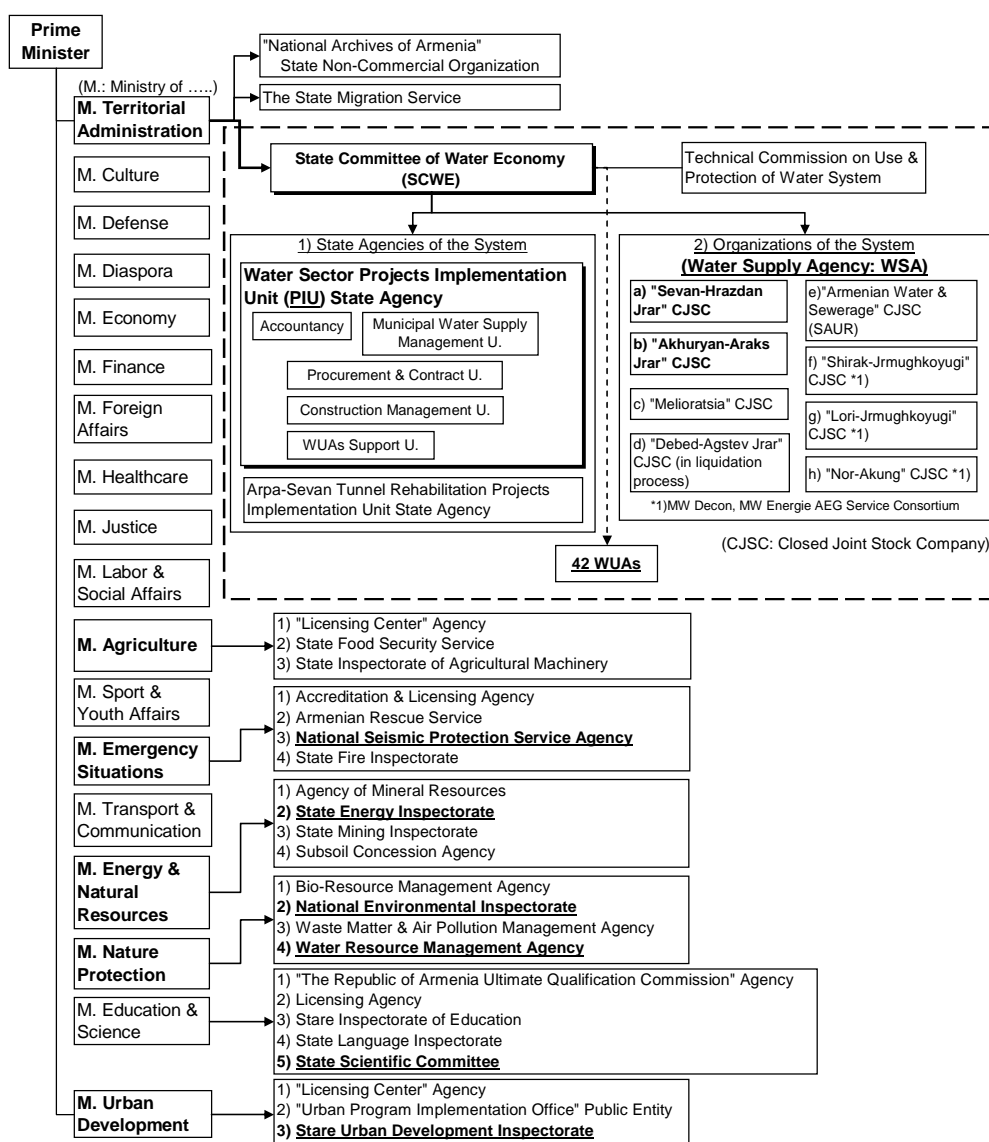 Prime
Minister
(M.: Ministry of …..)
M. Territorial
Administration
"National Archives of Armenia"
State Non-Commercial Organization
The State Migration Service
State Committee of Water Economy
(SCWE)
Technical Commission on Use &
Protection of Water System
1) State Agencies of the System
Water Sector Projects Implementation
Unit (PIU) State Agency
Accountancy
Municipal Water Supply
Management U.
Procurement & Contract U.
Construction Management U.
WUAs Support U.
Arpa-Sevan Tunnel Rehabilitation Projects
Implementation Unit State Agency
2) Organizations of the System
(Water Supply Agency: WSA)
a) "Sevan-Hrazdan
Jrar" CJSC
b) "Akhuryan-Araks
Jrar" CJSC
c) "Melioratsia" CJSC
d) "Debed-Agstev Jrar"
CJSC (in liquidation
process)
e)"Armenian Water &
Sewerage" CJSC
(SAUR)
f) "Shirak-Jrmughkoyugi"
CJSC *1)
g) "Lori-Jrmughkoyugi"
CJSC *1)
h) "Nor-Akung" CJSC *1)
*1)MW Decon, MW Energie AEG Service Consortium
(CJSC: Closed Joint Stock Company)
42 WUAs
M. Culture
M. Defense
M. Diaspora
M. Economy
M. Finance
M. Foreign
Affairs
M. Healthcare
M. Justice
M. Labor &
Social Affairs
M. Agriculture
1) "Licensing Center" Agency
2) State Food Security Service
3) State Inspectorate of Agricultural Machinery
M. Sport &
Youth Affairs
M. Emergency
Situations
1) Accreditation & Licensing Agency
2) Armenian Rescue Service
3) National Seismic Protection Service Agency
4) State Fire Inspectorate
M. Transport &
Communication
M. Energy &
Natural
Resources
1) Agency of Mineral Resources
2) State Energy Inspectorate
3) State Mining Inspectorate
4) Subsoil Concession Agency
M. Nature
Protection
1) Bio-Resource Management Agency
2) National Environmental Inspectorate
3) Waste Matter & Air Pollution Management Agency
4) Water Resource Management Agency
M. Education &
Science
1) "The Republic of Armenia Ultimate Qualification Commission" Agency
2) Licensing Agency
3) Stare Inspectorate of Education
4) State Language Inspectorate
5) State Scientific Committee
M. Urban
Development
1) "Licensing Center" Agency
2) "Urban Program Implementation Office" Public Entity
3) Stare Urban Development Inspectorate